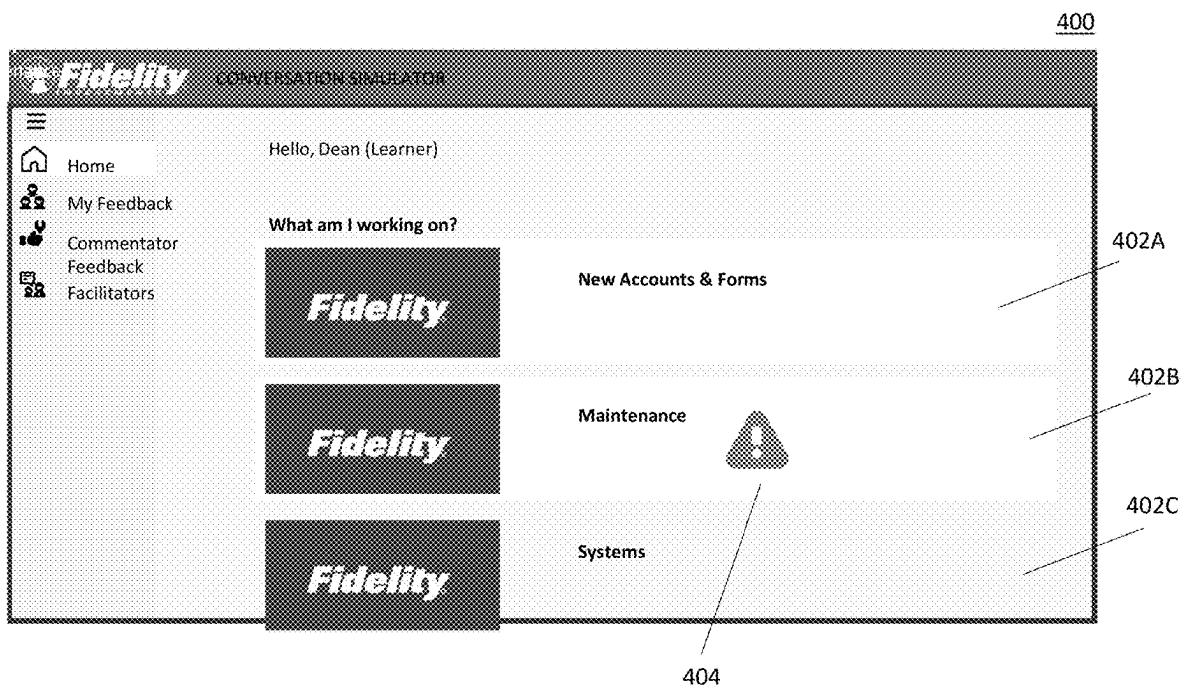 400
Fidelity CONVERSATION SIMULATOR
Hello, Dean (Learner)
Home
My Feedback
Commentator
Feedback
Facilitators
What am I working on?
Fidelity
New Accounts & Forms
402A
Fidelity
Maintenance
402B
Fidelity
Systems
402C
404